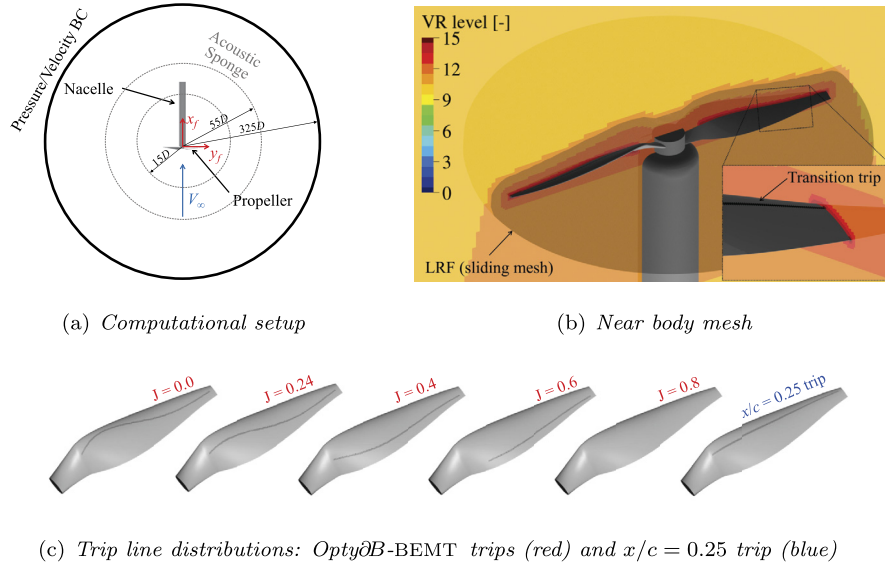 Pressure/Velocity BC
Acoustic
Sponge
Nacelle
55D
325D
15D
x_f
y_f
V_∞
Propeller
(a) Computational setup
VR level [-]
15
12
9
6
3
0
Transition trip
LRF (sliding mesh)
(b) Near body mesh
J = 0.0
J = 0.24
J = 0.4
J = 0.6
J = 0.8
x/c = 0.25 trip
(c) Trip line distributions: Opty∂B-BEMT trips (red) and x/c = 0.25 trip (blue)